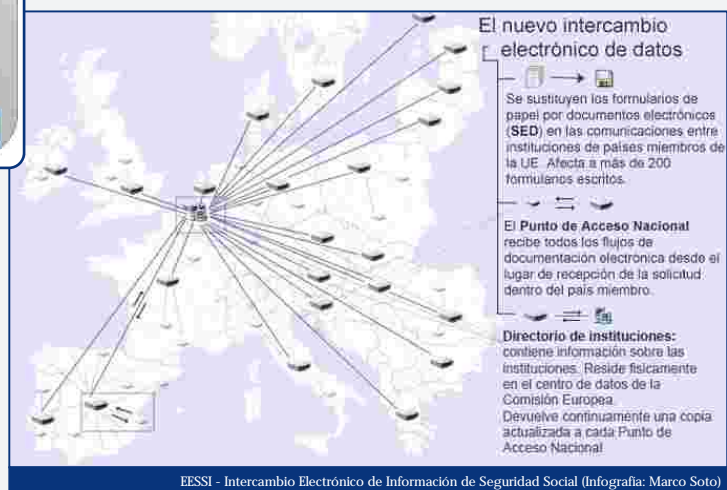 El nuevo intercambio
electrónico de datos
Se sustituyen los formularios de
papel por documentos electrónicos
(SED) en las comunicaciones entre
instituciones de países miembros de
la UE. Afecta a más de 200
formularios escritos.
El Punto de Acceso Nacional
recibe todos los flujos de
documentación electrónica desde el
lugar de recepción de la solicitud
dentro del país miembro.
Directorio de instituciones:
contiene información sobre las
instituciones. Reside físicamente
en el centro de datos de la
Comisión Europea
Devuelve continuamente una copia
actualizada a cada Punto de
Acceso Nacional
EESSI - Intercambio Electrónico de Información de Seguridad Social (Infografía: Marco Soto)